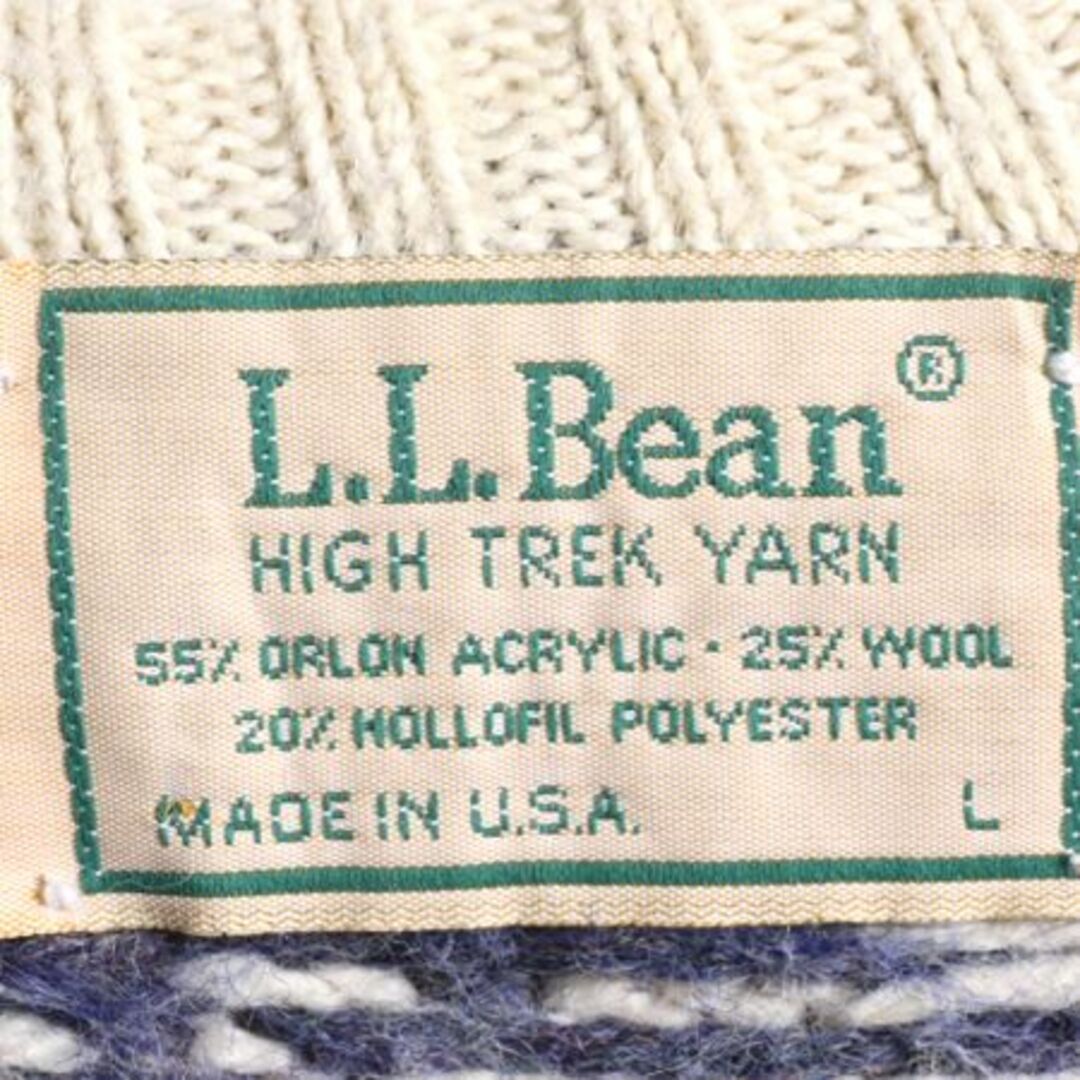 L.L.Bean®
HIGH TREK YARN
55% ORLON ACRYLIC · 25% WOOL
20% HOLLOFIL POLYESTER
MADE IN U.S.A. L